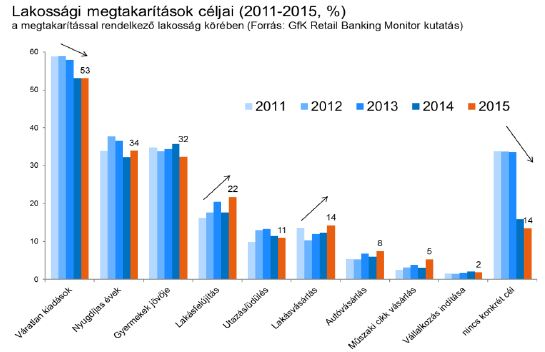 Lakossági megtakarítások céljai (2011-2015, %)
a megtakarítással rendelkező lakosság körében (Forrás: GfK Retail Banking Monitor kutatás)
60
50
40
30
20
10
0
2011 2012 2013 2014 2015
53
34
32
22
11
14
8
5
2
14
Váratlan kiadások
Nyugdíjas évek
Gyermekek jövője
Lakásfelújítás
Utazás/üdülés
Lakásvásárlás
Autóvásárlás
Műszaki cikk vásárlás
Vállalkozás indítása
nincs konkrét cél